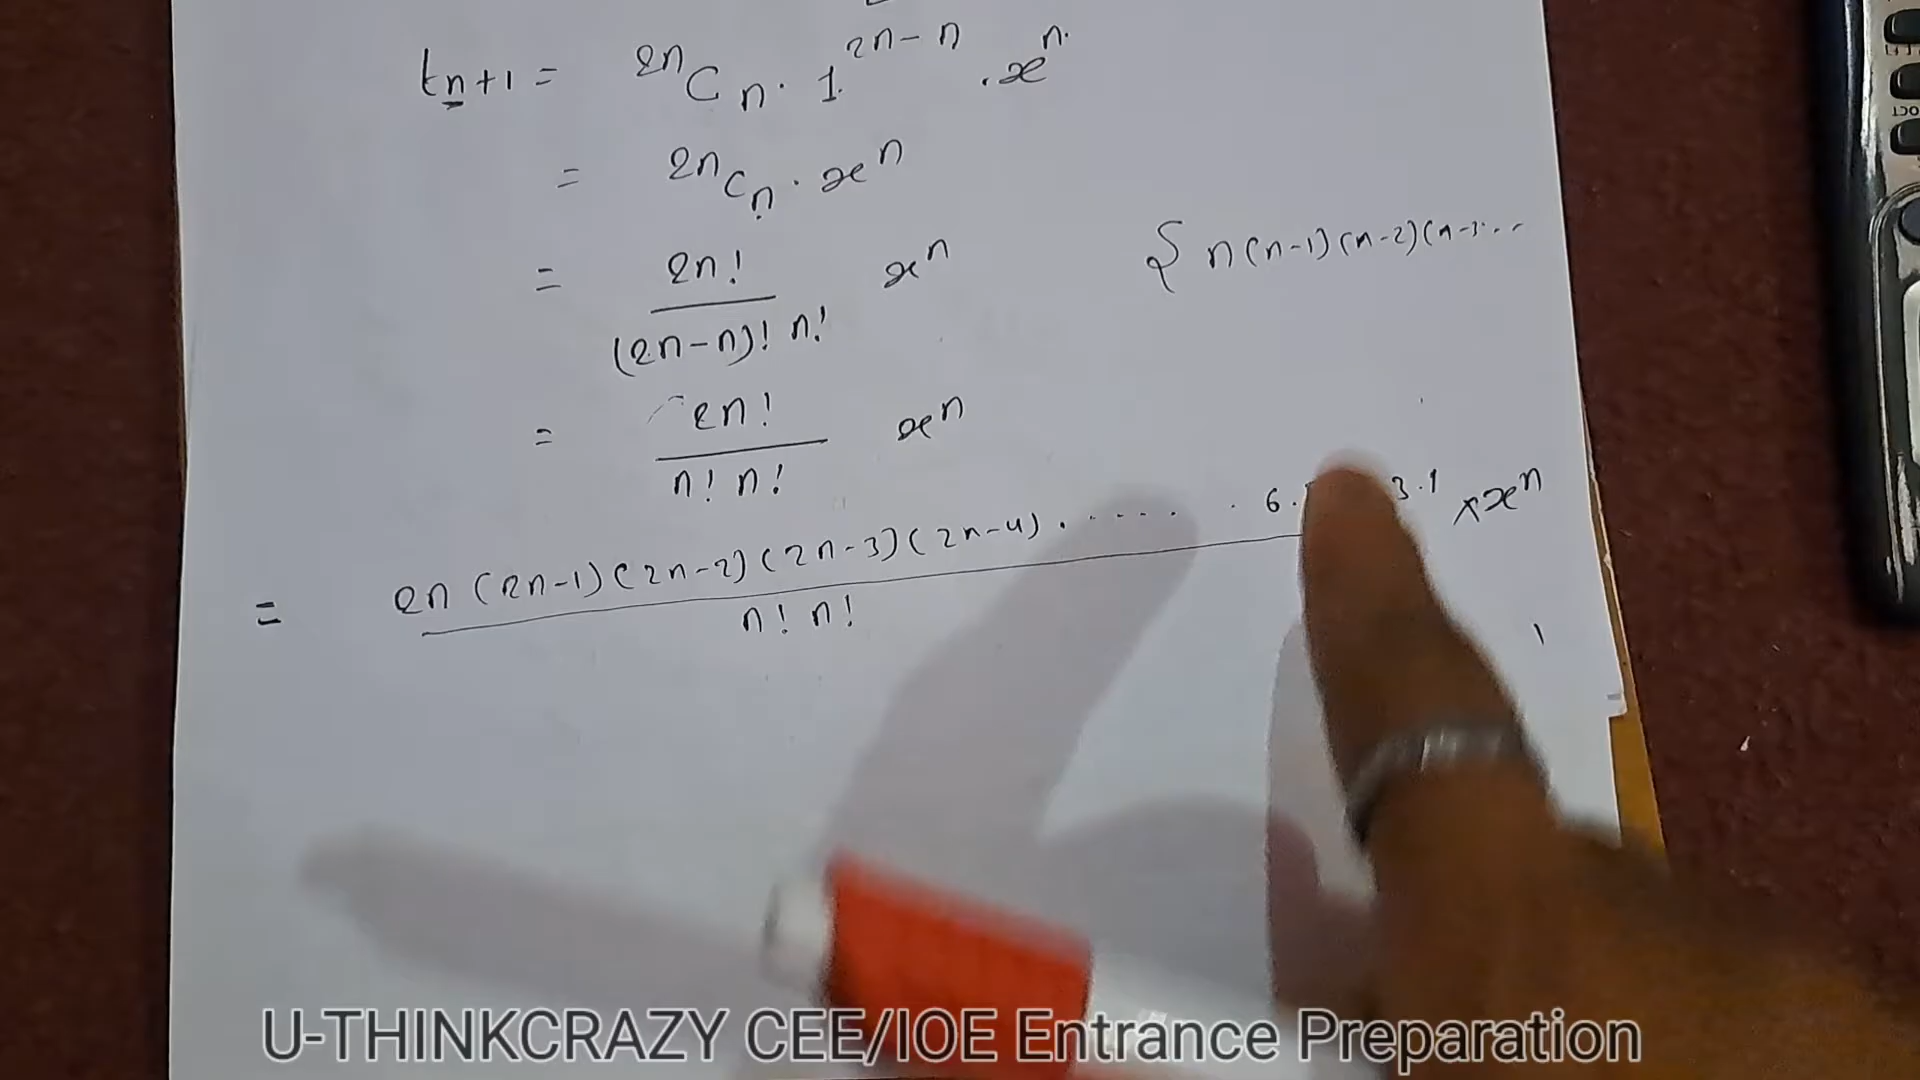 tn+1 = 2nCn · 1^2n-n · x^n
= 2nCn · x^n
= 2n! / (2n-n)! n! x^n
{ n(n-1)(n-2)(n-3...
= 2n! / n! n! x^n
= 2n(2n-1)(2n-2)(2n-3)(2n-4) . . . . . . . 6. 3.1 / n! n! × x^n
U-THINKCRAZY CEE/IOE Entrance Preparation